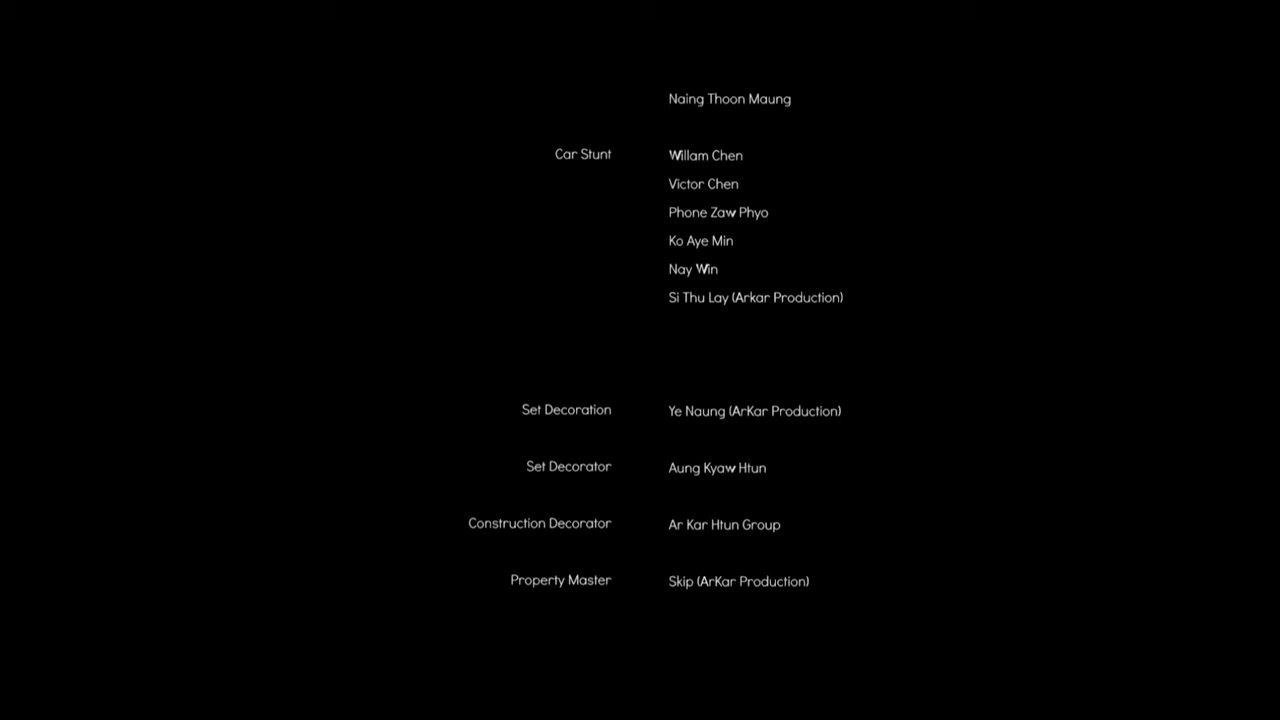 Naing Thoon Maung
Car Stunt Willam Chen
Victor Chen
Phone Zaw Phyo
Ko Aye Min
Nay Win
Si Thu Lay (Arkar Production)
Set Decoration Ye Naung (ArKar Production)
Set Decorator Aung Kyaw Htun
Construction Decorator Ar Kar Htun Group
Property Master Skip (ArKar Production)